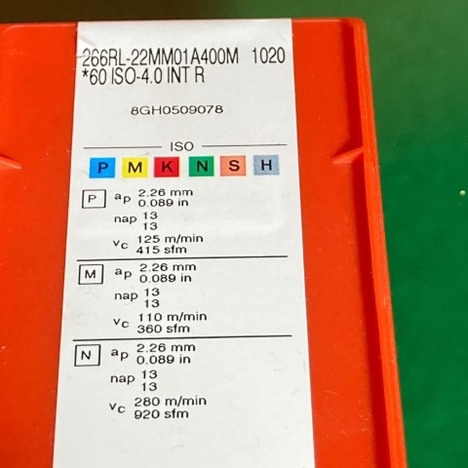 266RL-22MM01A400M 1020
*60 ISO-4.0 INT R
8GH0509078
ISO
P M K N S H
P ap 2.26 mm
0.089 in
nap 13
13
vc 125 m/min
415 sfm
M ap 2.26 mm
0.089 in
nap 13
13
vc 110 m/min
360 sfm
N ap 2.26 mm
0.089 in
nap 13
13
vc 280 m/min
920 sfm